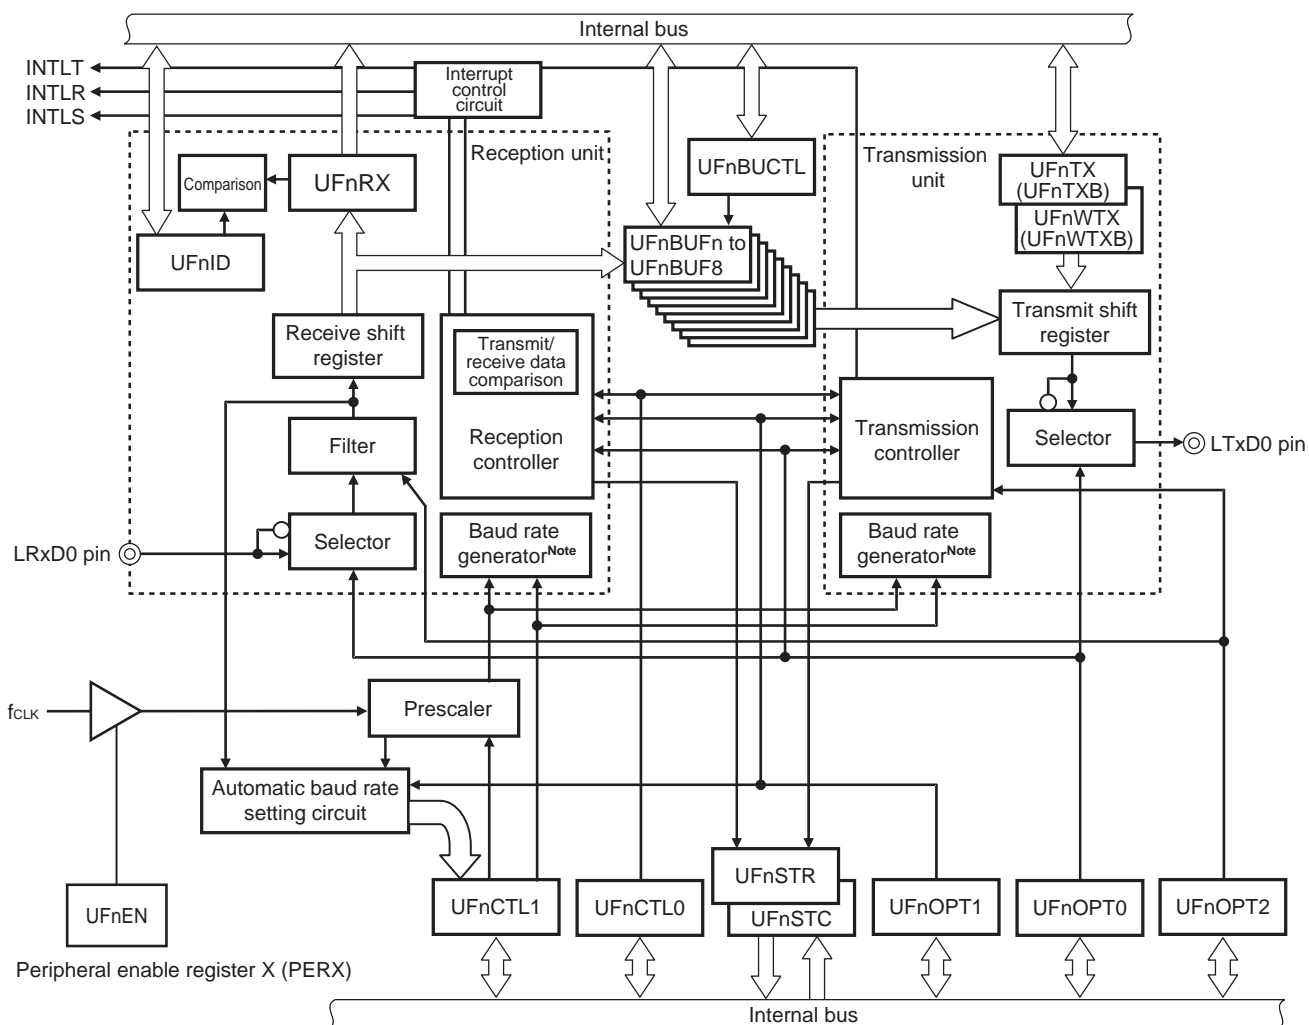 Internal bus
INTLT
INTLR
INTLS
Interrupt
control
circuit
Reception unit
Comparison
UFnRX
UFnID
UFnBUCTL
UFnBUFn to
UFnBUF8
Transmission
unit
UFnTX
(UFnTXB)
UFnWTX
(UFnWTXB)
Receive shift
register
Transmit/
receive data
comparison
Reception
controller
Transmit shift
register
Transmission
controller
Selector
LTxD0 pin
Filter
LRxD0 pin
Selector
Baud rate
generatorNote
Baud rate
generatorNote
fCLK
Prescaler
Automatic baud rate
setting circuit
UFnEN
Peripheral enable register X (PERX)
UFnCTL1
UFnCTL0
UFnSTR
UFnSTC
UFnOPT1
UFnOPT0
UFnOPT2
Internal bus